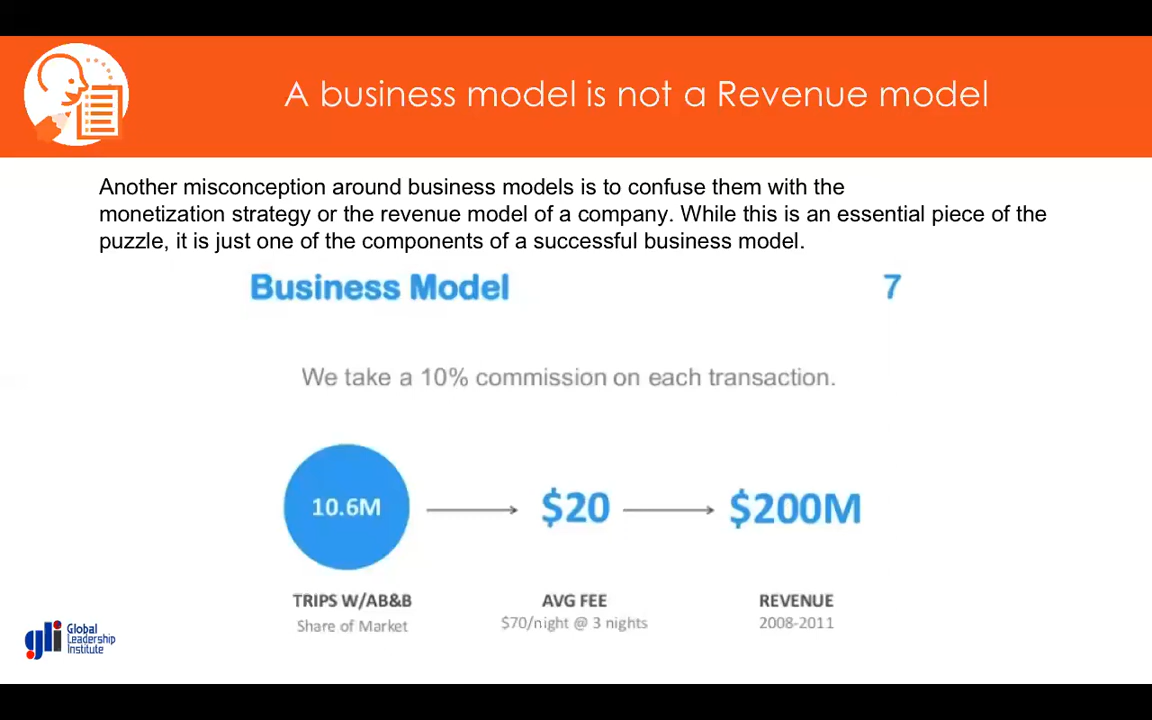 A business model is not a Revenue model
Another misconception around business models is to confuse them with the
monetization strategy or the revenue model of a company. While this is an essential piece of the
puzzle, it is just one of the components of a successful business model.
Business Model 7
We take a 10% commission on each transaction.
10.6M $20 $200M
TRIPS W/AB&B AVG FEE REVENUE
Share of Market $70/night @ 3 nights 2008-2011
gli Global
Leadership
Institute